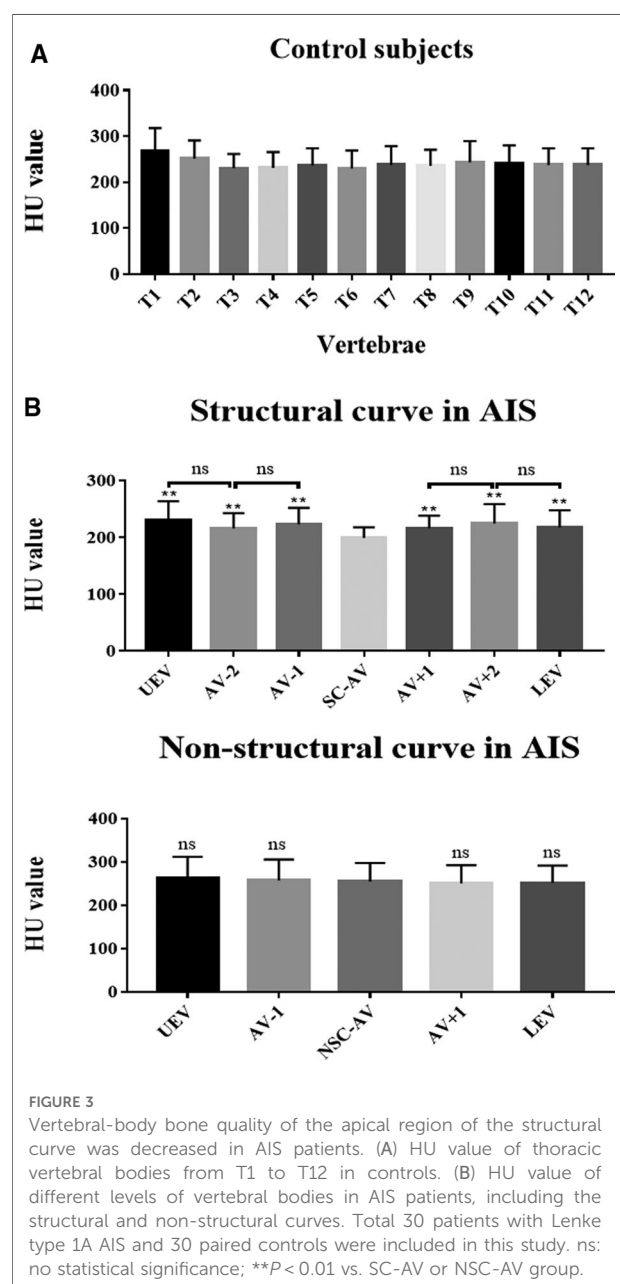 A
Control subjects
HU value
400
300
200
100
0
T1 T2 T3 T4 T5 T6 T7 T8 T9 T10 T11 T12
Vertebrae
B
Structural curve in AIS
HU value
300
200
100
0
ns ns ns ns
** ** ** ** ** **
UEV AV-2 AV-1 SC-AV AV+1 AV+2 LEV
Non-structural curve in AIS
HU value
400
300
200
100
0
ns ns ns ns
UEV AV-1 NSC-AV AV+1 LEV
FIGURE 3
Vertebral-body bone quality of the apical region of the structural
curve was decreased in AIS patients. (A) HU value of thoracic
vertebral bodies from T1 to T12 in controls. (B) HU value of
different levels of vertebral bodies in AIS patients, including the
structural and non-structural curves. Total 30 patients with Lenke
type 1A AIS and 30 paired controls were included in this study. ns:
no statistical significance; **P < 0.01 vs. SC-AV or NSC-AV group.